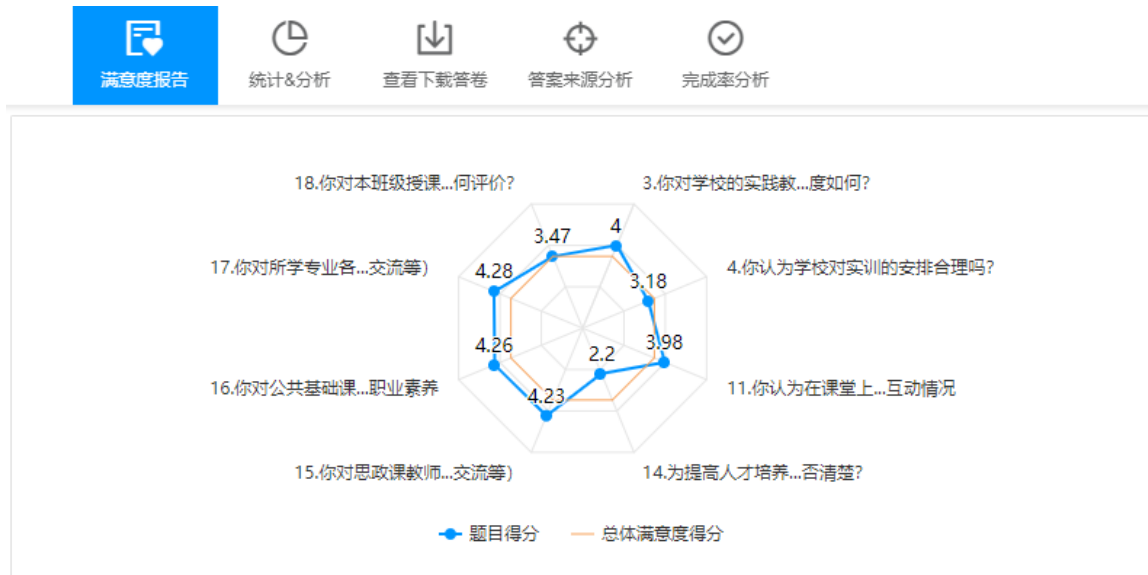 满意度报告 统计&分析 查看下载答卷 答案来源分析 完成率分析
18.你对本班级授课...何评价? 3.你对学校的实践教...度如何?
3.47 4
17.你对所学专业各...交流等) 4.28 3.18 4.你认为学校对实训的安排合理吗?
4.26 2.2 3.98
16.你对公共基础课...职业素养 4.23 11.你认为在课堂上...互动情况
15.你对思政课教师...交流等) 14.为提高人才培养...否清楚?
题目得分 总体满意度得分